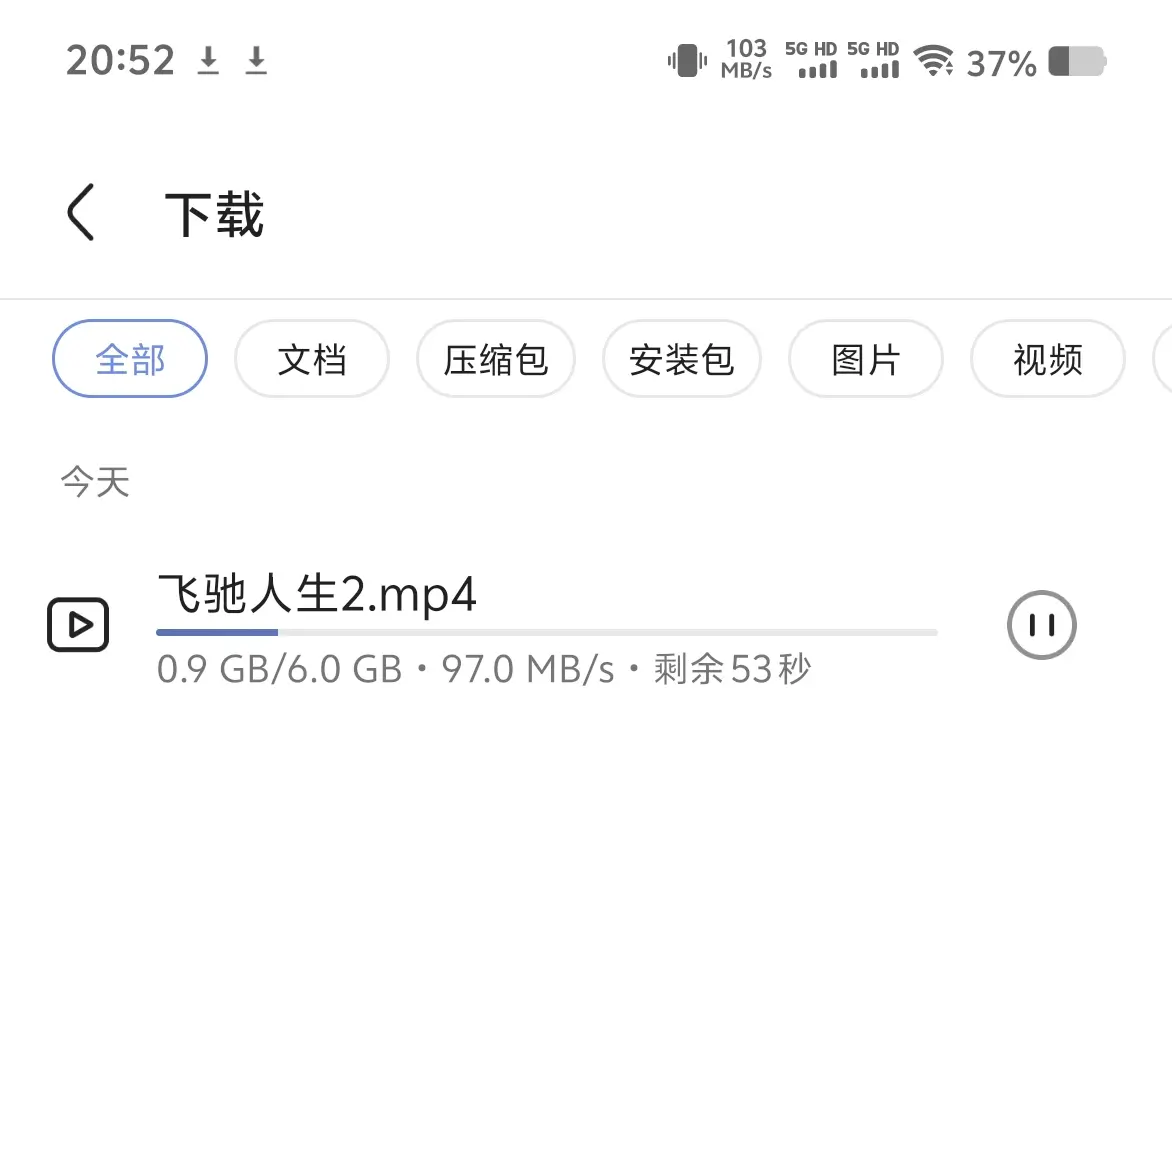 20:52 103 MB/s 5G HD 5G HD 37%
下载
全部 文档 压缩包 安装包 图片 视频
今天
飞驰人生2.mp4
0.9 GB/6.0 GB・97.0 MB/s・剩余53秒